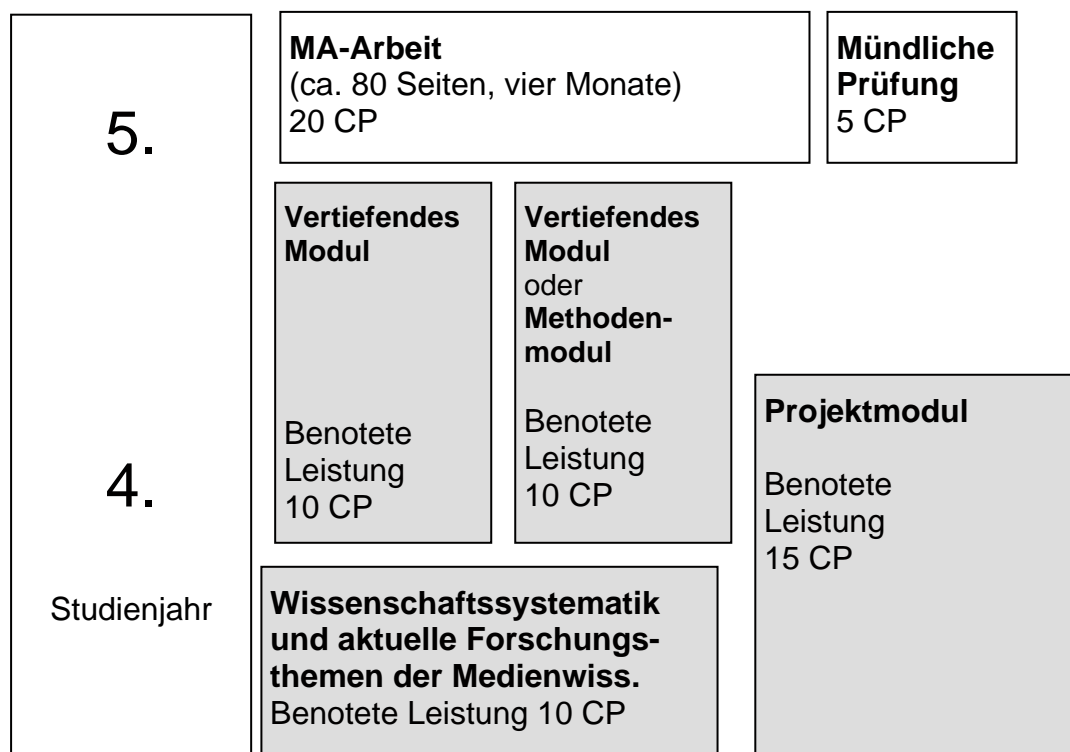 5.
MA-Arbeit
(ca. 80 Seiten, vier Monate)
20 CP
Mündliche
Prüfung
5 CP
Vertiefendes
Modul
Benotete
Leistung
10 CP
Vertiefendes
Modul
oder
Methoden-
modul
Benotete
Leistung
10 CP
Projektmodul
Benotete
Leistung
15 CP
4.
Studienjahr
Wissenschaftssystematik
und aktuelle Forschungs-
themen der Medienwiss.
Benotete Leistung 10 CP